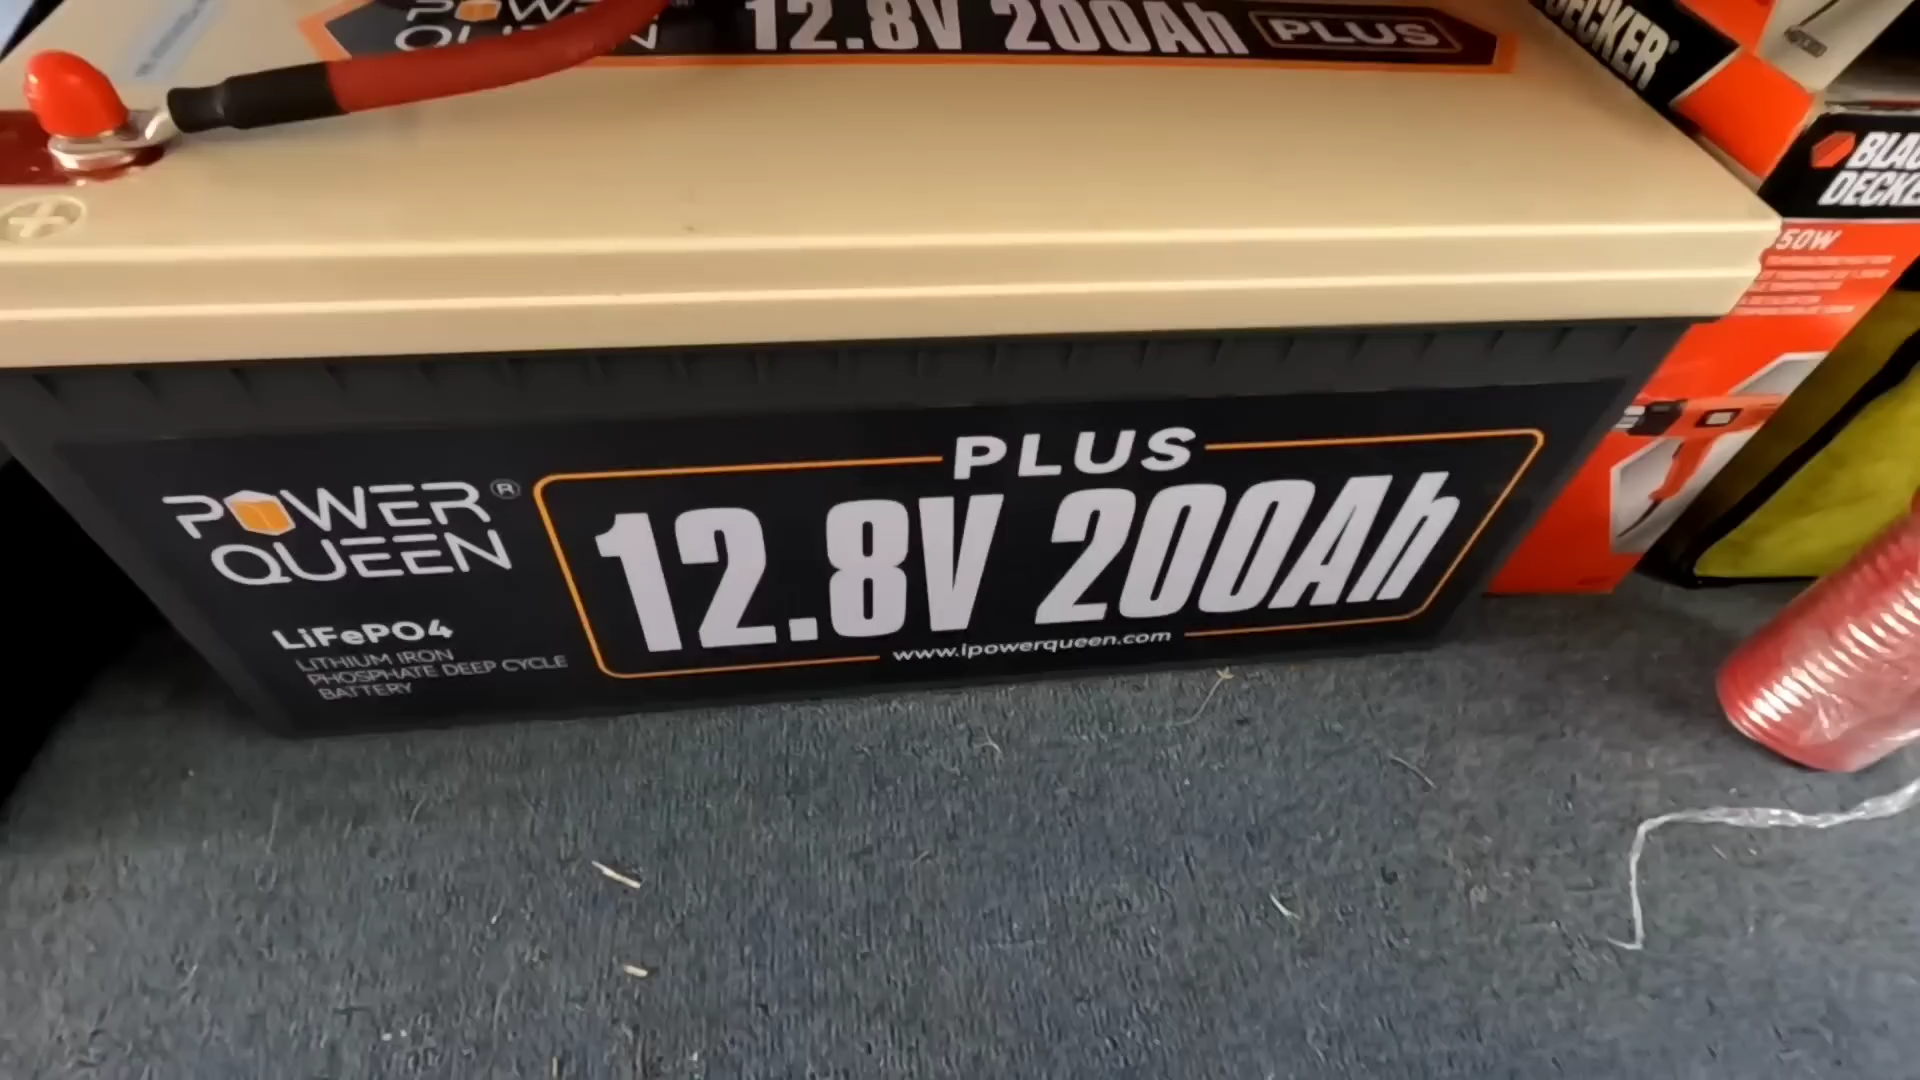 POWER
12.8V 200Ah PLUS
DECKER
BLACK
DECKER
50W
PLUS
POWER
QUEEN
12.8V 200Ah
LiFePO4
LITHIUM IRON
PHOSPHATE DEEP CYCLE
BATTERY
www.ipowerqueen.com